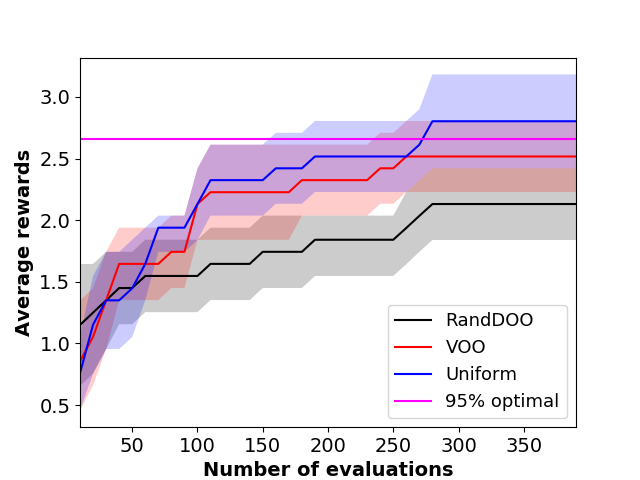 3.0
2.5
2.0
1.5
1.0
0.5
Average rewards
50 100 150 200 250 300 350
Number of evaluations
RandDOO
VOO
Uniform
95% optimal